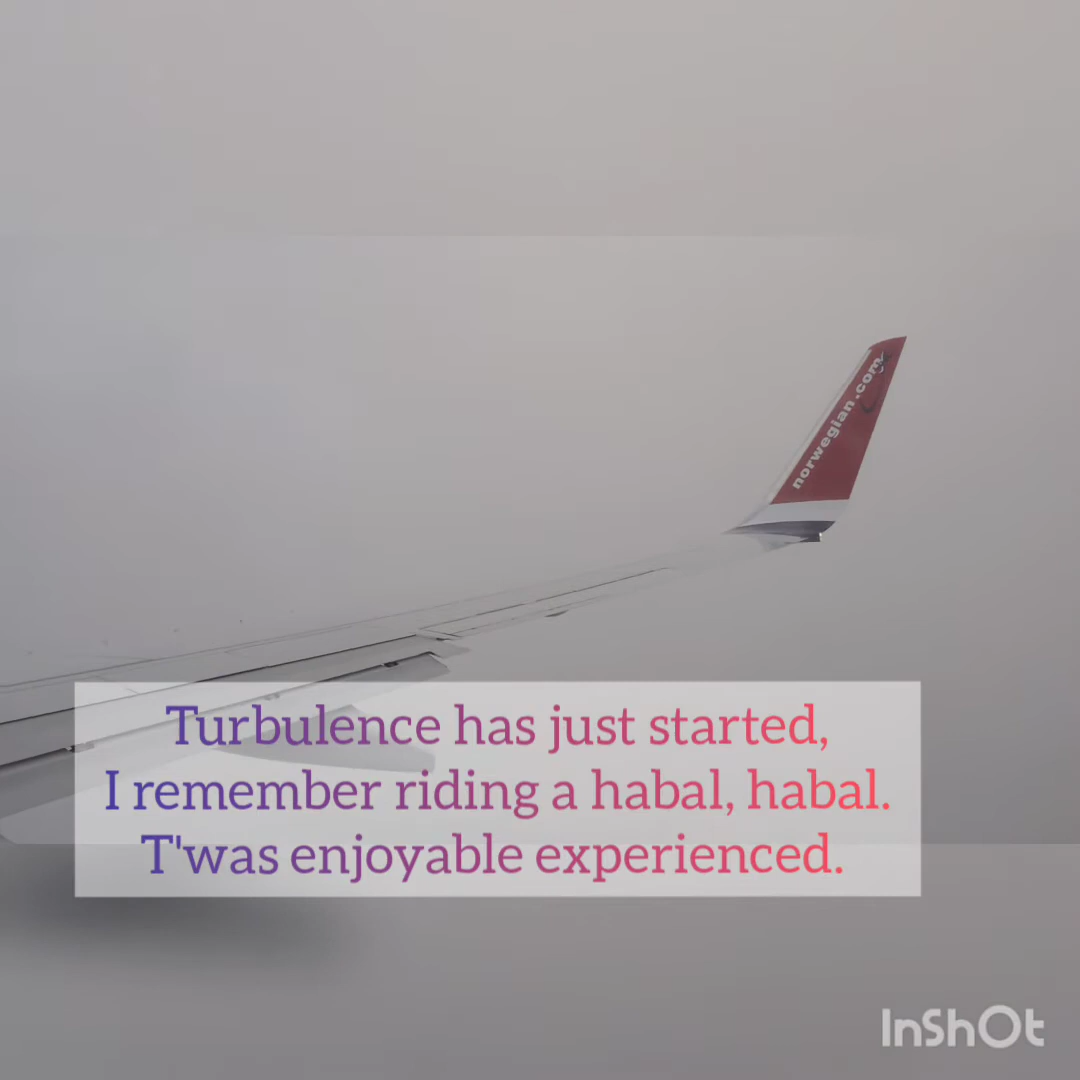 norwegian.com
Turbulence has just started,
I remember riding a habal, habal.
T'was enjoyable experienced.
InShOt